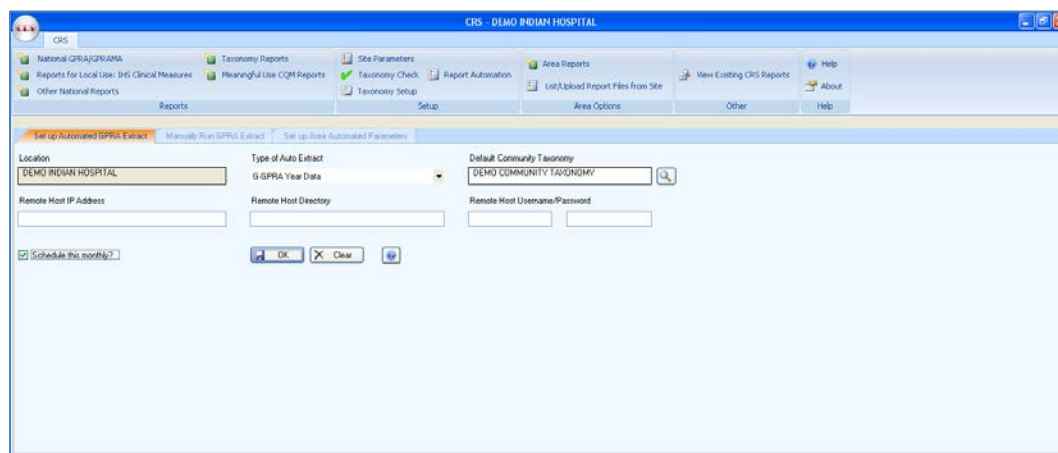 CRS - DEMO INDIAN HOSPITAL
CRS
National GPRA/GPRAMA
Reports for Local Use: IHS Clinical Measures
Other National Reports
Taxonomy Reports
Meaningful Use CQM Reports
Reports
Site Parameters
Taxonomy Check
Report Automation
Taxonomy Setup
Setup
Area Reports
List/Upload Report Files from Site
Area Options
View Existing CRS Reports
Other
Help
About
Help
Set up Automated GPRA Extract
Manually Run GPRA Extract
Set up Area Automated Parameters
Location
Type of Auto Extract
Default Community Taxonomy
DEMO INDIAN HOSPITAL
G-GPRA Year Data
DEMO COMMUNITY TAXONOMY
Remote Host IP Address
Remote Host Directory
Remote Host Username/Password
Schedule this monthly?
OK
Clear